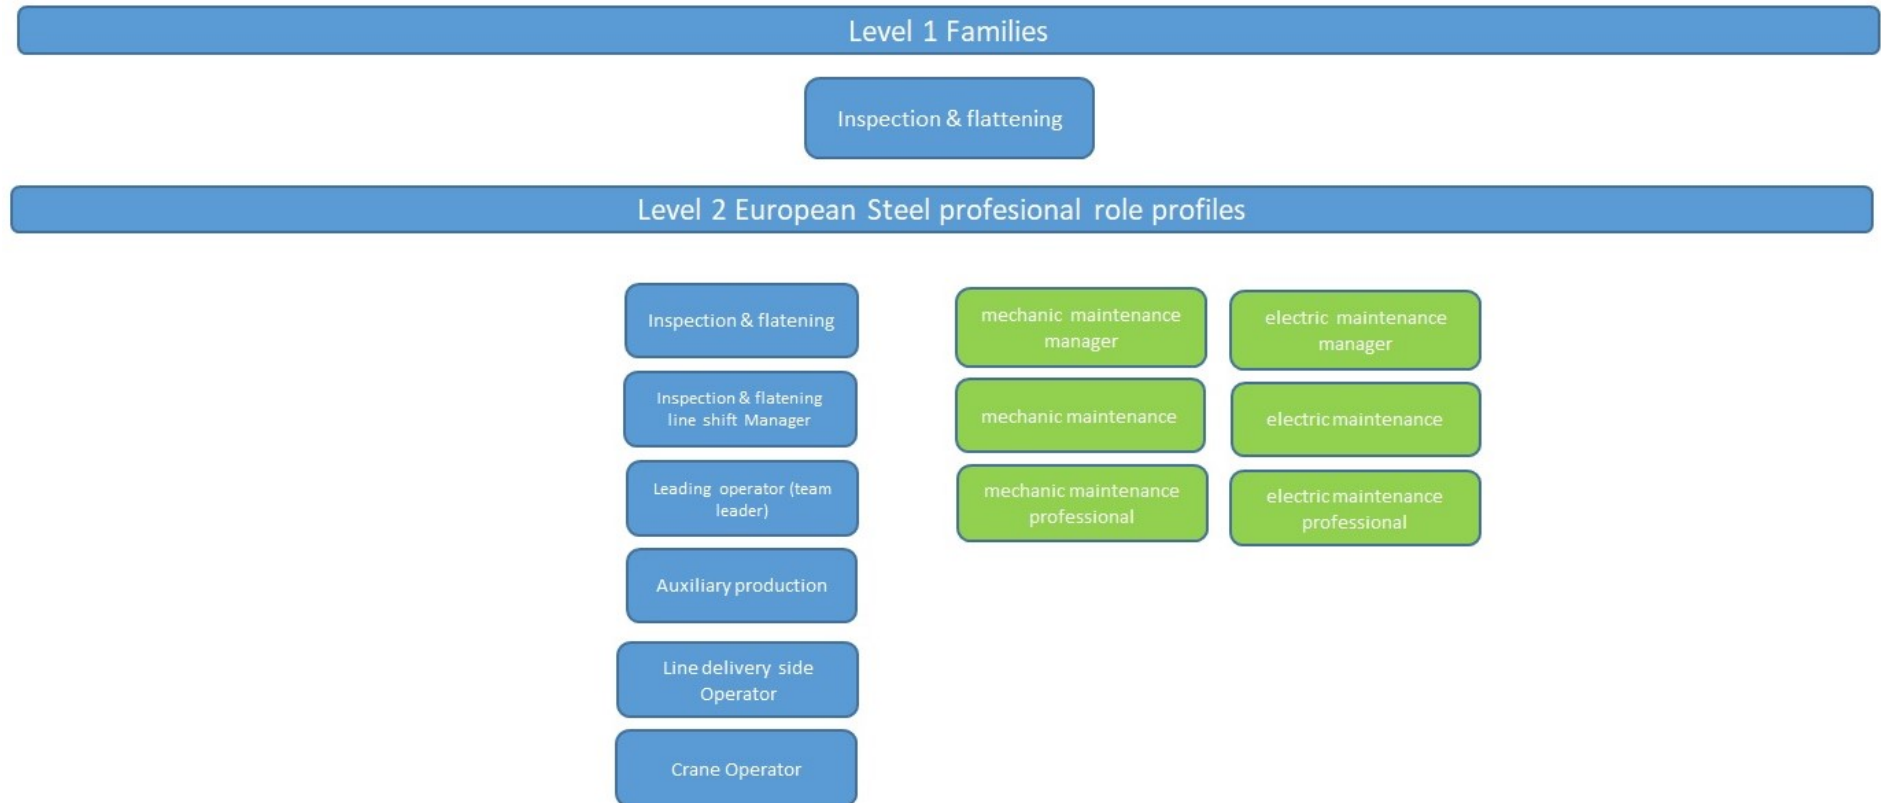 Level 1 Families
Inspection & flattening
Level 2 European Steel profesional role profiles
Inspection & flatening
Inspection & flatening
line shift Manager
Leading operator (team
leader)
Auxiliary production
Line delivery side
Operator
Crane Operator
mechanic maintenance
manager
mechanic maintenance
mechanic maintenance
professional
electric maintenance
manager
electric maintenance
electric maintenance
professional